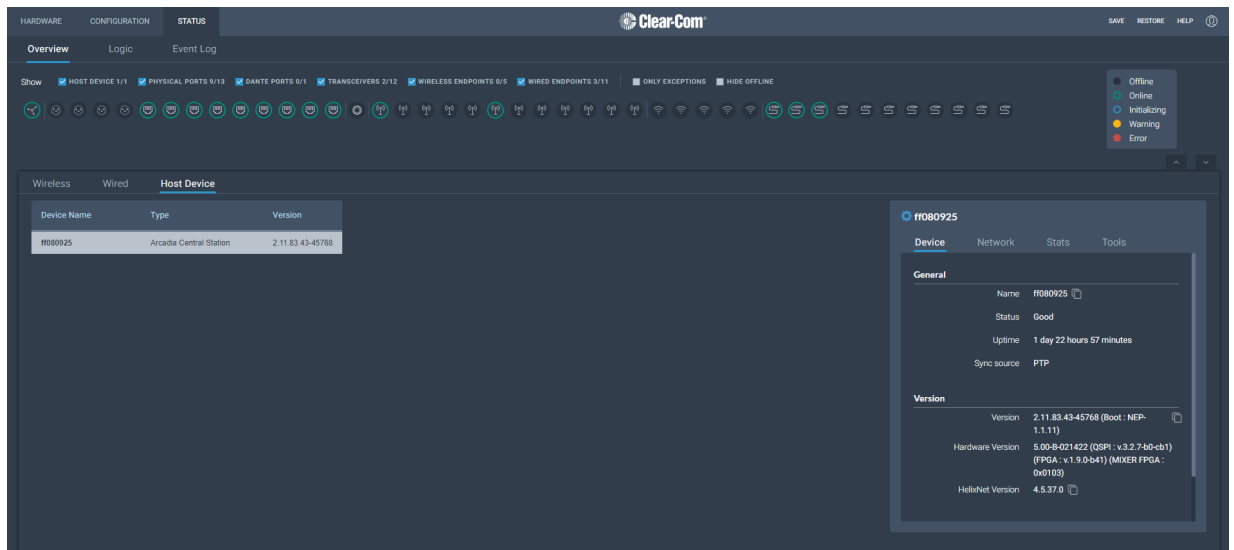 HARDWARE CONFIGURATION STATUS Clear-Com SAVE RESTORE HELP
Overview Logic Event Log
Show HOST DEVICE 1/1 PHYSICAL PORTS 9/13 DANTE PORTS 0/1 TRANSCEIVERS 2/12 WIRELESS ENDPOINTS 0/5 WIRED ENDPOINTS 3/11 ONLY EXCEPTIONS HIDE OFFLINE
Offline
Online
Initializing
Warning
Error
Wireless Wired Host Device
Device Name Type Version
ff080925 Arcadia Central Station 2.11.83.43-45768
ff080925
Device Network Stats Tools
General
Name ff080925
Status Good
Uptime 1 day 22 hours 57 minutes
Sync source PTP
Version
Version 2.11.83.43-45768 (Boot : NEP-
1.1.11)
Hardware Version 5.00-B-021422 (QSPI : v.3.2.7-b0-cb1)
(FPGA : v.1.9.0-b41) (MIXER FPGA :
0x0103)
HelixNet Version 4.5.37.0